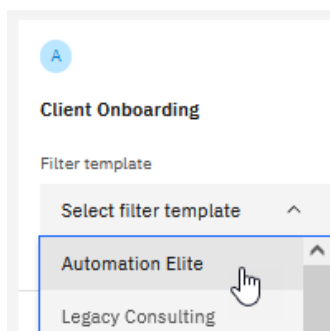 A
Client Onboarding
Filter template
Select filter template
Automation Elite
Legacy Consulting